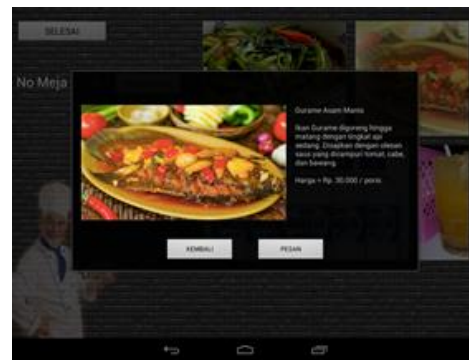 SELESAI
No Meja
Gurame Asam Manis
Ikan Gurame digoreng hingga
matang dengan tingkat api
sedang. Disajikan dengan olesan
saus yang dicampuri tomat, cabe,
dan bawang.
Harga = Rp. 30.000 / porsi
KEMBALI
PESAN